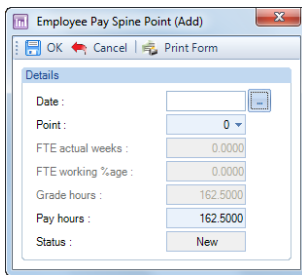 Employee Pay Spine Point (Add)
OK Cancel Print Form
Details
Date : ...
Point : 0
FTE actual weeks : 0.0000
FTE working %age : 0.0000
Grade hours : 162.5000
Pay hours : 162.5000
Status : New